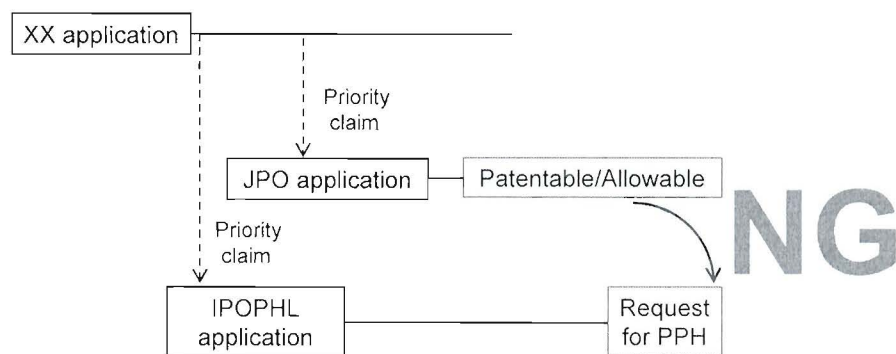 XX application
Priority
claim
JPO application
Patentable/Allowable
NG
Priority
claim
IPOPHL
application
Request
for PPH